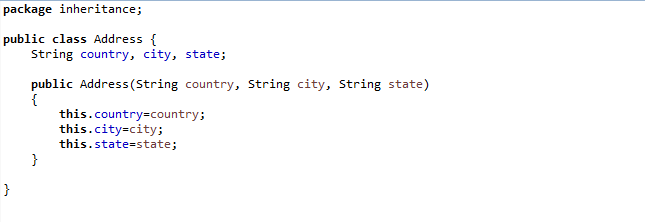 package inheritance;
public class Address {
    String country, city, state;
    public Address(String country, String city, String state)
    {
        this.country=country;
        this.city=city;
        this.state=state;
    }
}